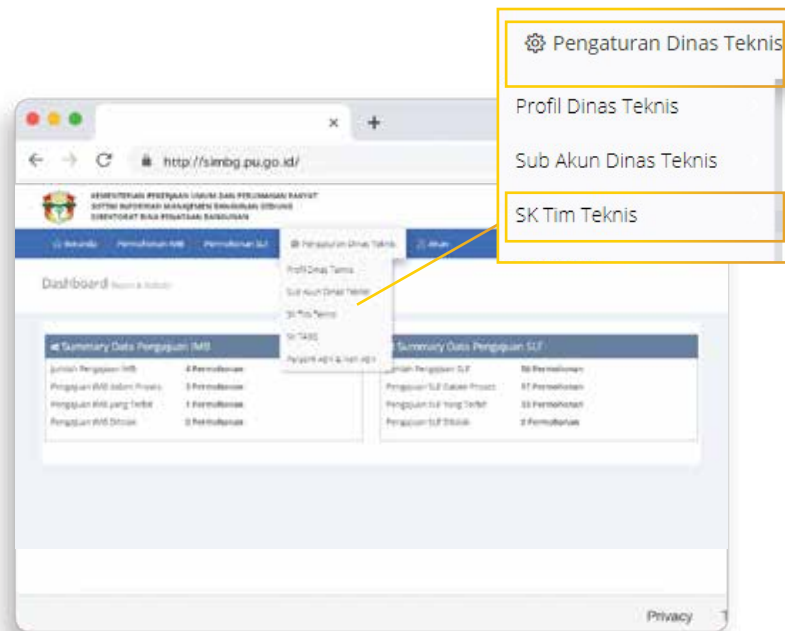 Pengaturan Dinas Teknis
Profil Dinas Teknis
Sub Akun Dinas Teknis
SK Tim Teknis
http://simbg.pu.go.id/
KEMENTERIAN PEKERJAAN UMUM DAN PERUMAHAN RAKYAT
SISTEM INFORMASI MANAJEMEN BANGUNAN GEDUNG
DIREKTORAT BINA PENATAAN BANGUNAN
Beranda Permohonan IMB Permohonan SLF Pengaturan Dinas Teknis Akun
Profil Dinas Teknis
Sub Akun Dinas Teknis
SK Tim Teknis
SK TABG
Dashboard
Summary Data Pengajuan IMB
Jumlah Pengajuan IMB 4 Permohonan
Pengajuan IMB dalam Proses 3 Permohonan
Pengajuan IMB yang Terbit 1 Permohonan
Pengajuan IMB Ditolak 0 Permohonan
Summary Data Pengajuan SLF
Jumlah Pengajuan SLF Permohonan
Pengajuan SLF Dalam Proses Permohonan
Pengajuan SLF Yang Terbit Permohonan
Pengajuan SLF Ditolak 0 Permohonan
Privacy